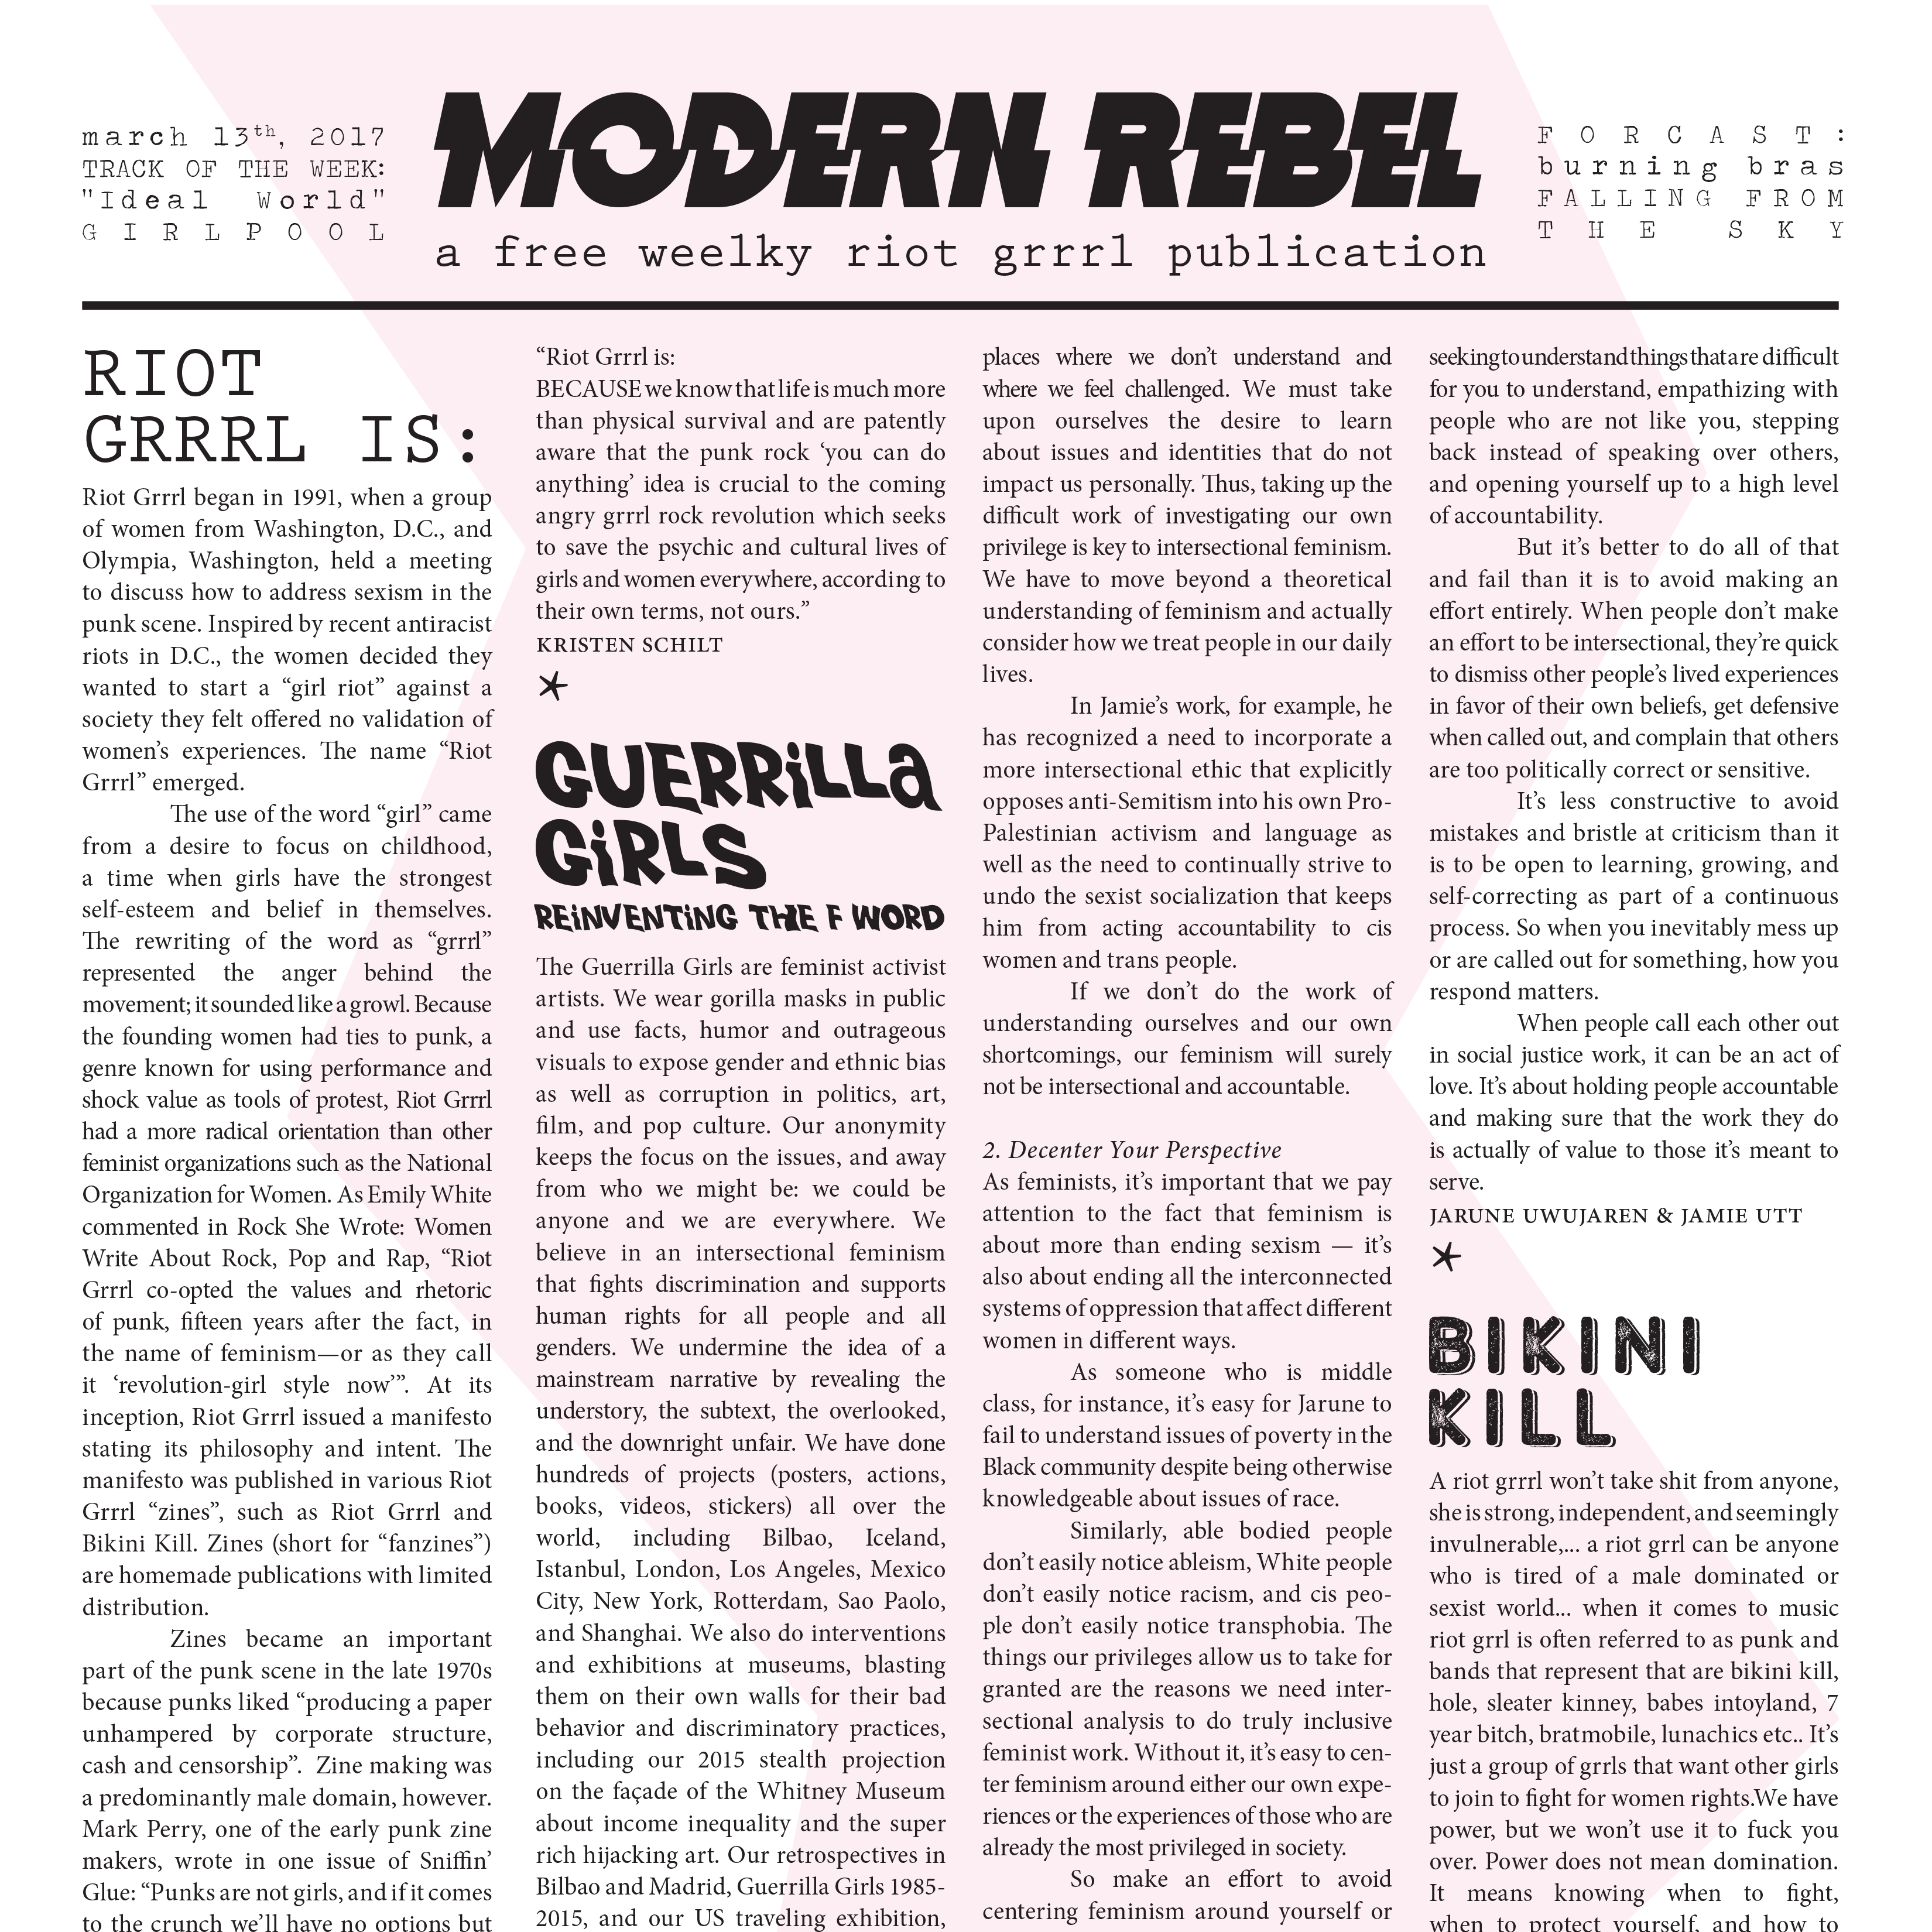 march 13th, 2017
TRACK OF THE WEEK:
"Ideal World"
GIRLPOOL
MODERN REBEL
a free weelky riot grrrl publication
FORCAST:
burning bras
FALLING FROM
THE SKY
RIOT
GRRRL IS:
Riot Grrrl began in 1991, when a group
of women from Washington, D.C., and
Olympia, Washington, held a meeting
to discuss how to address sexism in the
punk scene. Inspired by recent antiracist
riots in D.C., the women decided they
wanted to start a “girl riot” against a
society they felt offered no validation of
women’s experiences. The name “Riot
Grrrl” emerged.
The use of the word “girl” came
from a desire to focus on childhood,
a time when girls have the strongest
self-esteem and belief in themselves.
The rewriting of the word as “grrrl”
represented the anger behind the
movement; it sounded like a growl. Because
the founding women had ties to punk, a
genre known for using performance and
shock value as tools of protest, Riot Grrrl
had a more radical orientation than other
feminist organizations such as the National
Organization for Women. As Emily White
commented in Rock She Wrote: Women
Write About Rock, Pop and Rap, “Riot
Grrrl co-opted the values and rhetoric
of punk, fifteen years after the fact, in
the name of feminism—or as they call
it ‘revolution-girl style now’”. At its
inception, Riot Grrrl issued a manifesto
stating its philosophy and intent. The
manifesto was published in various Riot
Grrrl “zines”, such as Riot Grrrl and
Bikini Kill. Zines (short for “fanzines”)
are homemade publications with limited
distribution.
Zines became an important
part of the punk scene in the late 1970s
because punks liked “producing a paper
unhampered by corporate structure,
cash and censorship”. Zine making was
a predominantly male domain, however.
Mark Perry, one of the early punk zine
makers, wrote in one issue of Sniffin’
Glue: “Punks are not girls, and if it comes
to the crunch we’ll have no options but
“Riot Grrrl is:
BECAUSE we know that life is much more
than physical survival and are patently
aware that the punk rock ‘you can do
anything’ idea is crucial to the coming
angry grrrl rock revolution which seeks
to save the psychic and cultural lives of
girls and women everywhere, according to
their own terms, not ours.”
KRISTEN SCHILT
GUERRiLLa
GiRLS
REiNVENTiNG THE F WORD
The Guerrilla Girls are feminist activist
artists. We wear gorilla masks in public
and use facts, humor and outrageous
visuals to expose gender and ethnic bias
as well as corruption in politics, art,
film, and pop culture. Our anonymity
keeps the focus on the issues, and away
from who we might be: we could be
anyone and we are everywhere. We
believe in an intersectional feminism
that fights discrimination and supports
human rights for all people and all
genders. We undermine the idea of a
mainstream narrative by revealing the
understory, the subtext, the overlooked,
and the downright unfair. We have done
hundreds of projects (posters, actions,
books, videos, stickers) all over the
world, including Bilbao, Iceland,
Istanbul, London, Los Angeles, Mexico
City, New York, Rotterdam, Sao Paolo,
and Shanghai. We also do interventions
and exhibitions at museums, blasting
them on their own walls for their bad
behavior and discriminatory practices,
including our 2015 stealth projection
on the façade of the Whitney Museum
about income inequality and the super
rich hijacking art. Our retrospectives in
Bilbao and Madrid, Guerrilla Girls 1985-
2015, and our US traveling exhibition,
places where we don’t understand and
where we feel challenged. We must take
upon ourselves the desire to learn
about issues and identities that do not
impact us personally. Thus, taking up the
difficult work of investigating our own
privilege is key to intersectional feminism.
We have to move beyond a theoretical
understanding of feminism and actually
consider how we treat people in our daily
lives.
In Jamie’s work, for example, he
has recognized a need to incorporate a
more intersectional ethic that explicitly
opposes anti-Semitism into his own Pro-
Palestinian activism and language as
well as the need to continually strive to
undo the sexist socialization that keeps
him from acting accountability to cis
women and trans people.
If we don’t do the work of
understanding ourselves and our own
shortcomings, our feminism will surely
not be intersectional and accountable.
2. Decenter Your Perspective
As feminists, it’s important that we pay
attention to the fact that feminism is
about more than ending sexism — it’s
also about ending all the interconnected
systems of oppression that affect different
women in different ways.
As someone who is middle
class, for instance, it’s easy for Jarune to
fail to understand issues of poverty in the
Black community despite being otherwise
knowledgeable about issues of race.
Similarly, able bodied people
don’t easily notice ableism, White people
don’t easily notice racism, and cis peo-
ple don’t easily notice transphobia. The
things our privileges allow us to take for
granted are the reasons we need inter-
sectional analysis to do truly inclusive
feminist work. Without it, it’s easy to cen-
ter feminism around either our own expe-
riences or the experiences of those who are
already the most privileged in society.
So make an effort to avoid
centering feminism around yourself or
seeking to understand things that are difficult
for you to understand, empathizing with
people who are not like you, stepping
back instead of speaking over others,
and opening yourself up to a high level
of accountability.
But it’s better to do all of that
and fail than it is to avoid making an
effort entirely. When people don’t make
an effort to be intersectional, they’re quick
to dismiss other people’s lived experiences
in favor of their own beliefs, get defensive
when called out, and complain that others
are too politically correct or sensitive.
It’s less constructive to avoid
mistakes and bristle at criticism than it
is to be open to learning, growing, and
self-correcting as part of a continuous
process. So when you inevitably mess up
or are called out for something, how you
respond matters.
When people call each other out
in social justice work, it can be an act of
love. It’s about holding people accountable
and making sure that the work they do
is actually of value to those it’s meant to
serve.
JARUNE UWUJAREN & JAMIE UTT
BIKINI
KILL
A riot grrrl won’t take shit from anyone,
she is strong, independent, and seemingly
invulnerable,... a riot grrl can be anyone
who is tired of a male dominated or
sexist world... when it comes to music
riot grrl is often referred to as punk and
bands that represent that are bikini kill,
hole, sleater kinney, babes intoyland, 7
year bitch, bratmobile, lunachics etc.. It’s
just a group of grrls that want other girls
to join to fight for women rights.We have
power, but we won’t use it to fuck you
over. Power does not mean domination.
It means knowing when to fight,
when to protect yourself, and how to